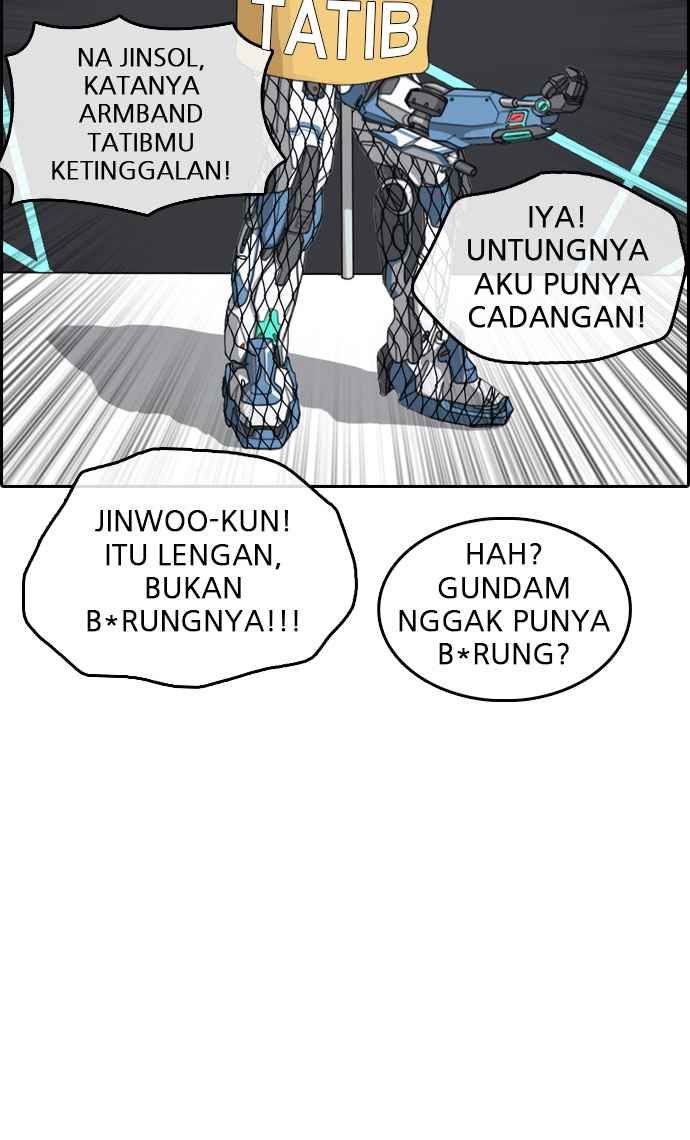 TATIB
NA JINSOL,
KATANYA
ARMBAND
TATIBMU
KETINGGALAN!
IYA!
UNTUNGNYA
AKU PUNYA
CADANGAN!
JINWOO-KUN!
ITU LENGAN,
BUKAN
B*RUNGNYA!!!
HAH?
GUNDAM
NGGAK PUNYA
B*RUNG?